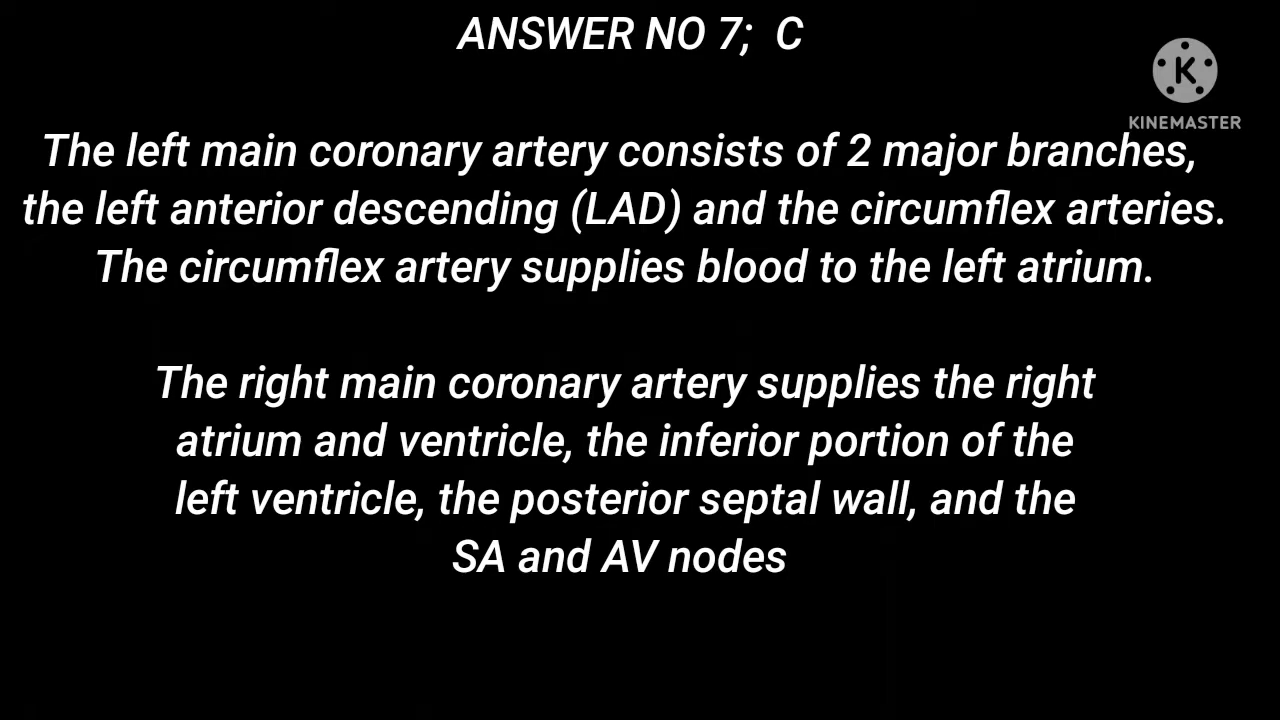 ANSWER NO 7; C
K
KINEMASTER
The left main coronary artery consists of 2 major branches,
the left anterior descending (LAD) and the circumflex arteries.
The circumflex artery supplies blood to the left atrium.
The right main coronary artery supplies the right
atrium and ventricle, the inferior portion of the
left ventricle, the posterior septal wall, and the
SA and AV nodes